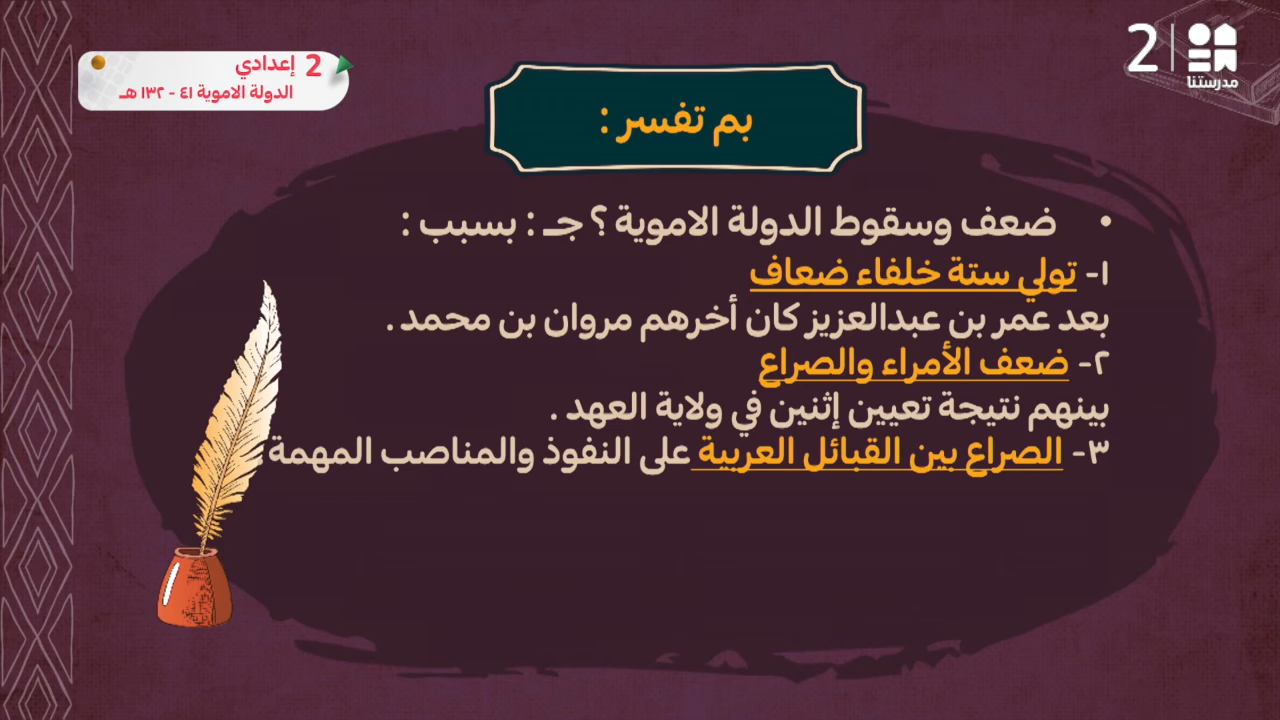 2 مدرستنا
2 إعدادي
الدولة الاموية ٤١ - ١٣٢ هـ
بم تفسر :
• ضعف وسقوط الدولة الاموية ؟ جـ : بسبب :
١- تولي ستة خلفاء ضعاف
بعد عمر بن عبدالعزيز كان أخرهم مروان بن محمد .
٢- ضعف الأمراء والصراع
بينهم نتيجة تعيين إثنين في ولاية العهد .
٣- الصراع بين القبائل العربية على النفوذ والمناصب المهمة